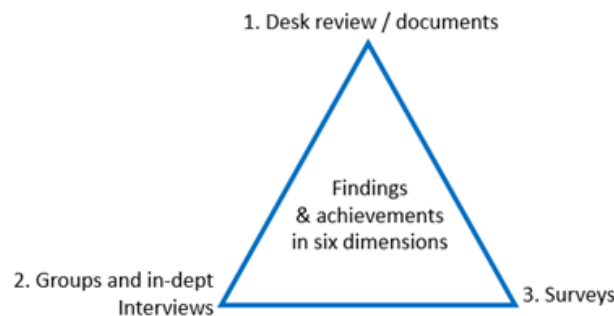 1. Desk review / documents
Findings
& achievements
in six dimensions
2. Groups and in-dept
Interviews
3. Surveys